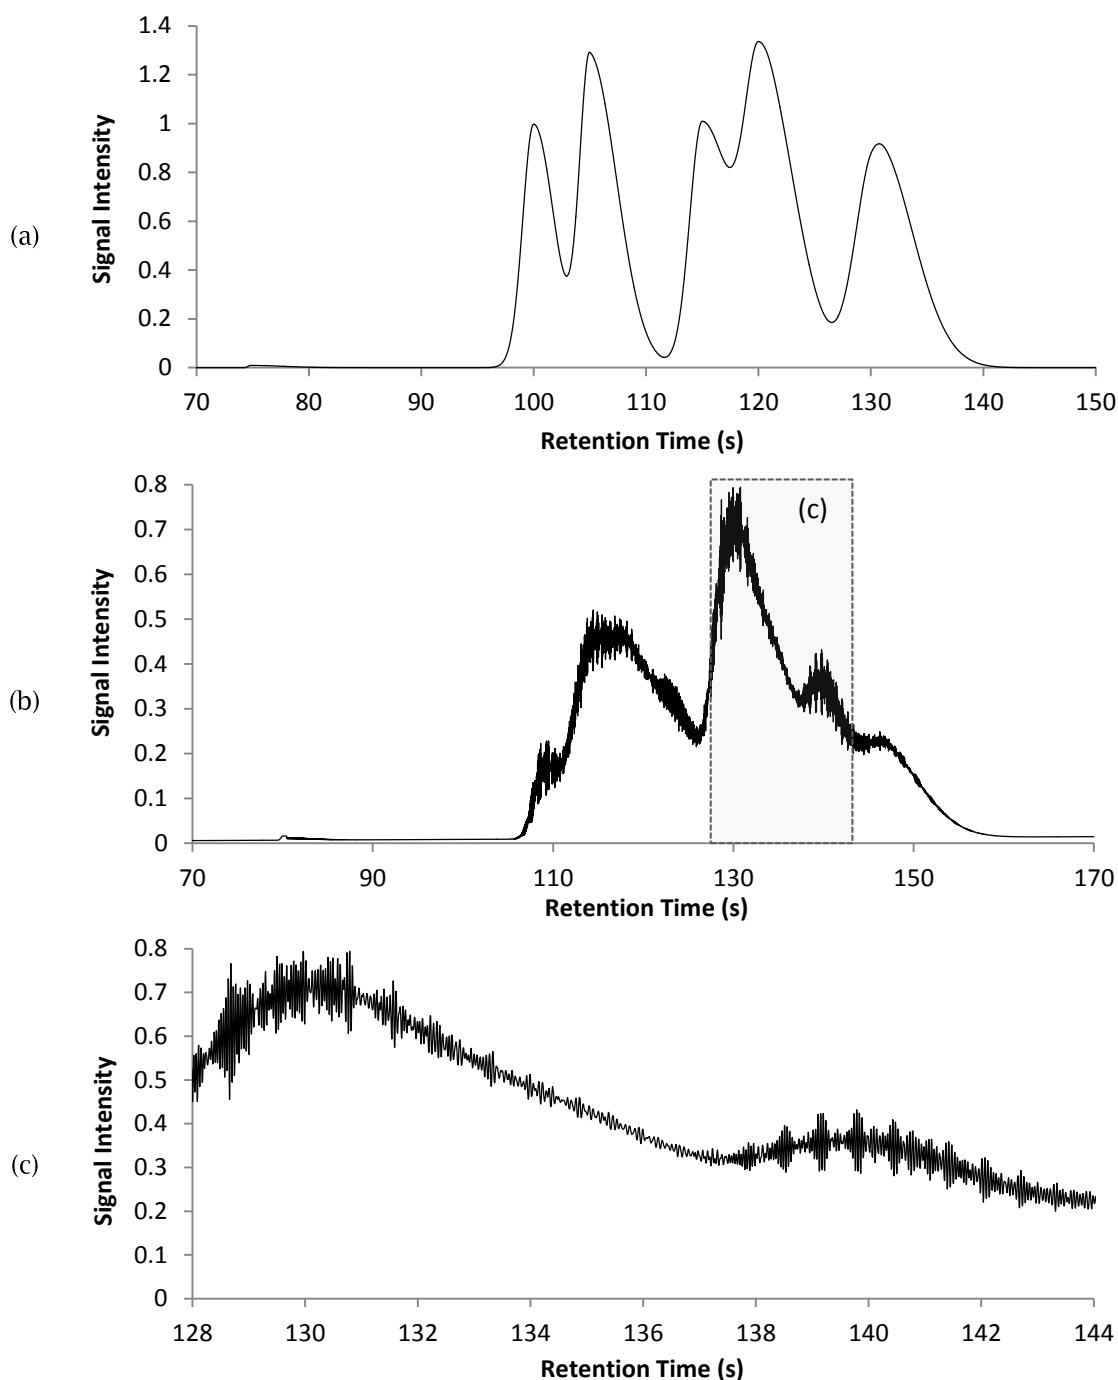 (a)
Signal Intensity
1.4
1.2
1
0.8
0.6
0.4
0.2
0
70 80 90 100 110 120 130 140 150
Retention Time (s)
(b)
Signal Intensity
0.8
0.7
0.6
0.5
0.4
0.3
0.2
0.1
0
(c)
70 90 110 130 150 170
Retention Time (s)
(c)
Signal Intensity
0.8
0.7
0.6
0.5
0.4
0.3
0.2
0.1
0
128 130 132 134 136 138 140 142 144
Retention Time (s)